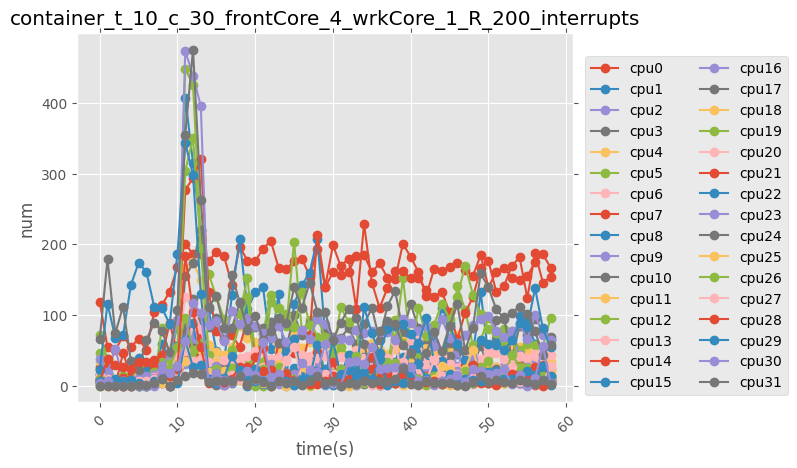 container_t_10_c_30_frontCore_4_wrkCore_1_R_200_interrupts
num
400
300
200
100
0
0
10
20
30
40
50
60
time(s)
cpu0
cpu1
cpu2
cpu3
cpu4
cpu5
cpu6
cpu7
cpu8
cpu9
cpu10
cpu11
cpu12
cpu13
cpu14
cpu15
cpu16
cpu17
cpu18
cpu19
cpu20
cpu21
cpu22
cpu23
cpu24
cpu25
cpu26
cpu27
cpu28
cpu29
cpu30
cpu31